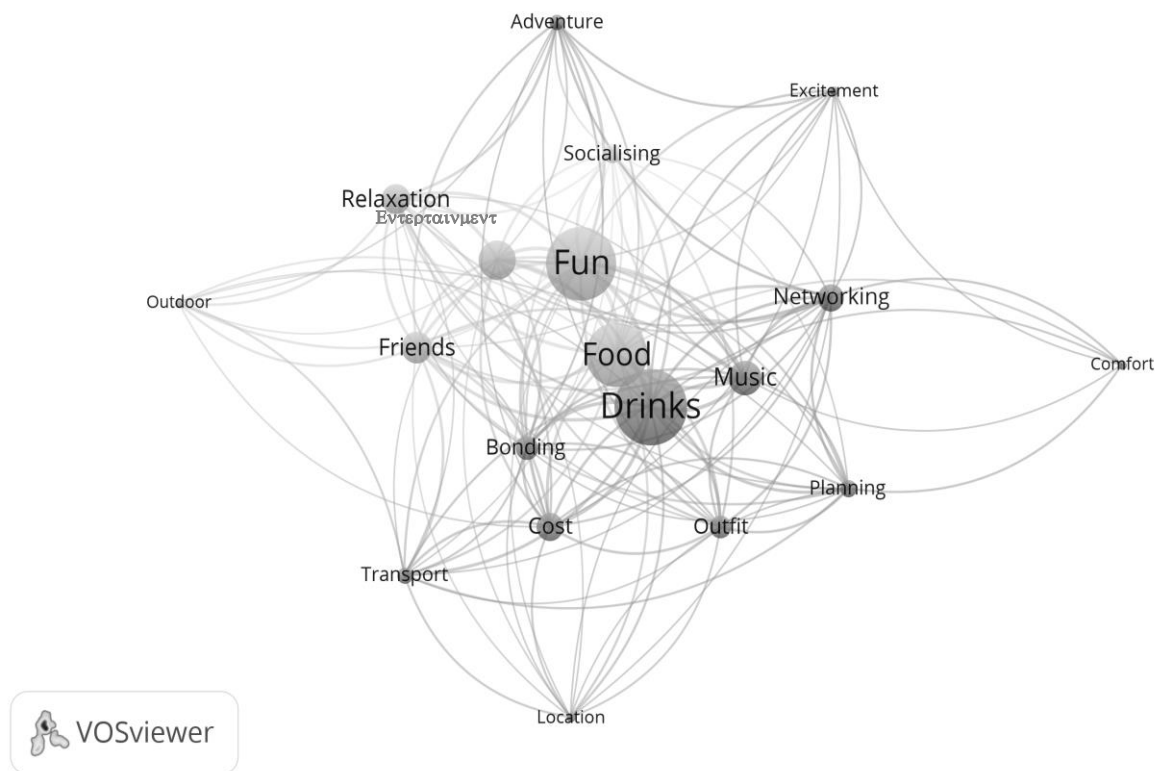 Adventure
Excitement
Socialising
Relaxation
Εντερταινμεντ
Fun
Networking
Outdoor
Friends
Food
Music
Comfort
Drinks
Bonding
Planning
Cost
Outfit
Transport
Location
VOSviewer